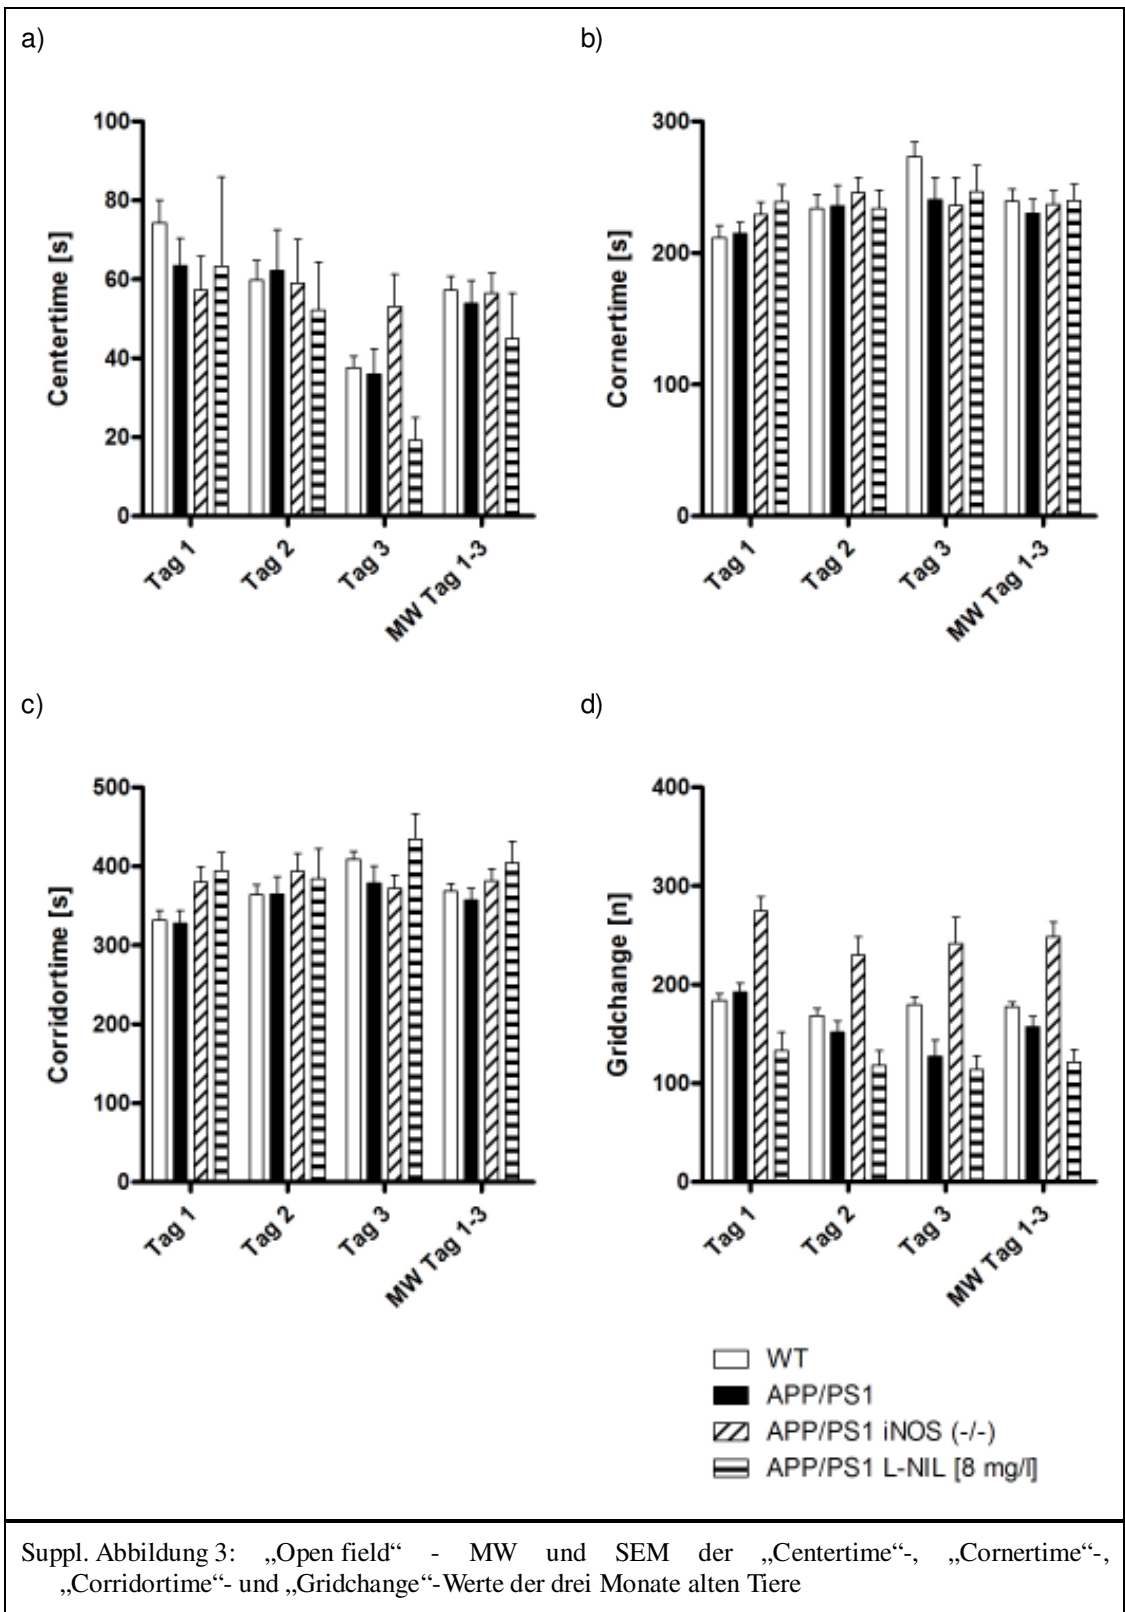 a)
b)
100
80
60
40
20
0
Centertime [s]
Tag 1
Tag 2
Tag 3
MW Tag 1-3
300
200
100
0
Cornertime [s]
Tag 1
Tag 2
Tag 3
MW Tag 1-3
c)
d)
500
400
300
200
100
0
Corridortime [s]
Tag 1
Tag 2
Tag 3
MW Tag 1-3
400
300
200
100
0
Gridchange [n]
Tag 1
Tag 2
Tag 3
MW Tag 1-3
WT
APP/PS1
APP/PS1 iNOS (-/-)
APP/PS1 L-NIL [8 mg/l]
Suppl. Abbildung 3: „Open field“ - MW und SEM der „Centertime“-, „Cornertime“-,
„Corridortime“- und „Gridchange“-Werte der drei Monate alten Tiere